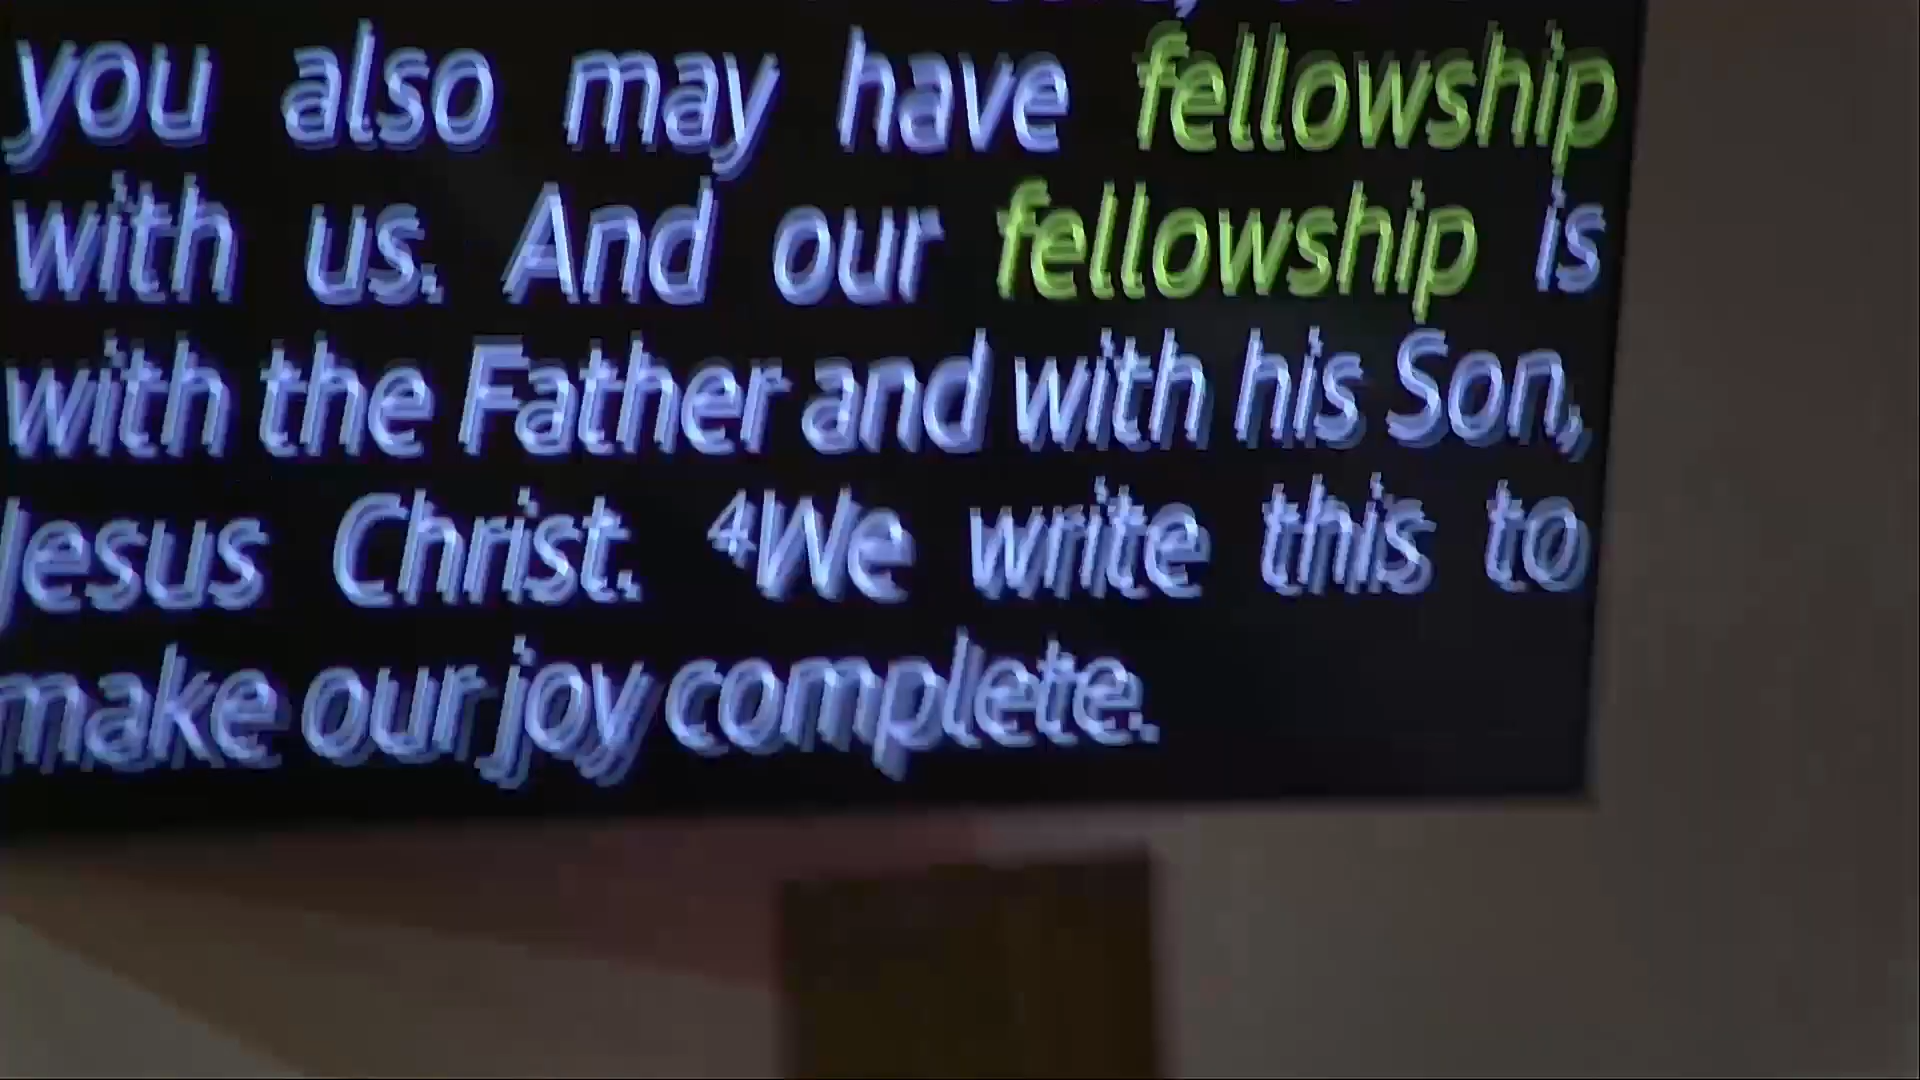 you also may have fellowship
with us. And our fellowship is
with the Father and with his Son,
Jesus Christ. ⁴We write this to
make our joy complete.